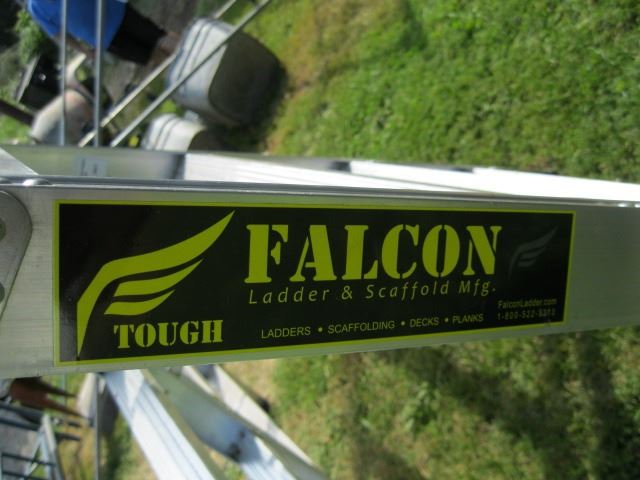 FALCON
Ladder & Scaffold Mfg.
TOUGH
LADDERS • SCAFFOLDING • DECKS • PLANKS
FalconLadder.com